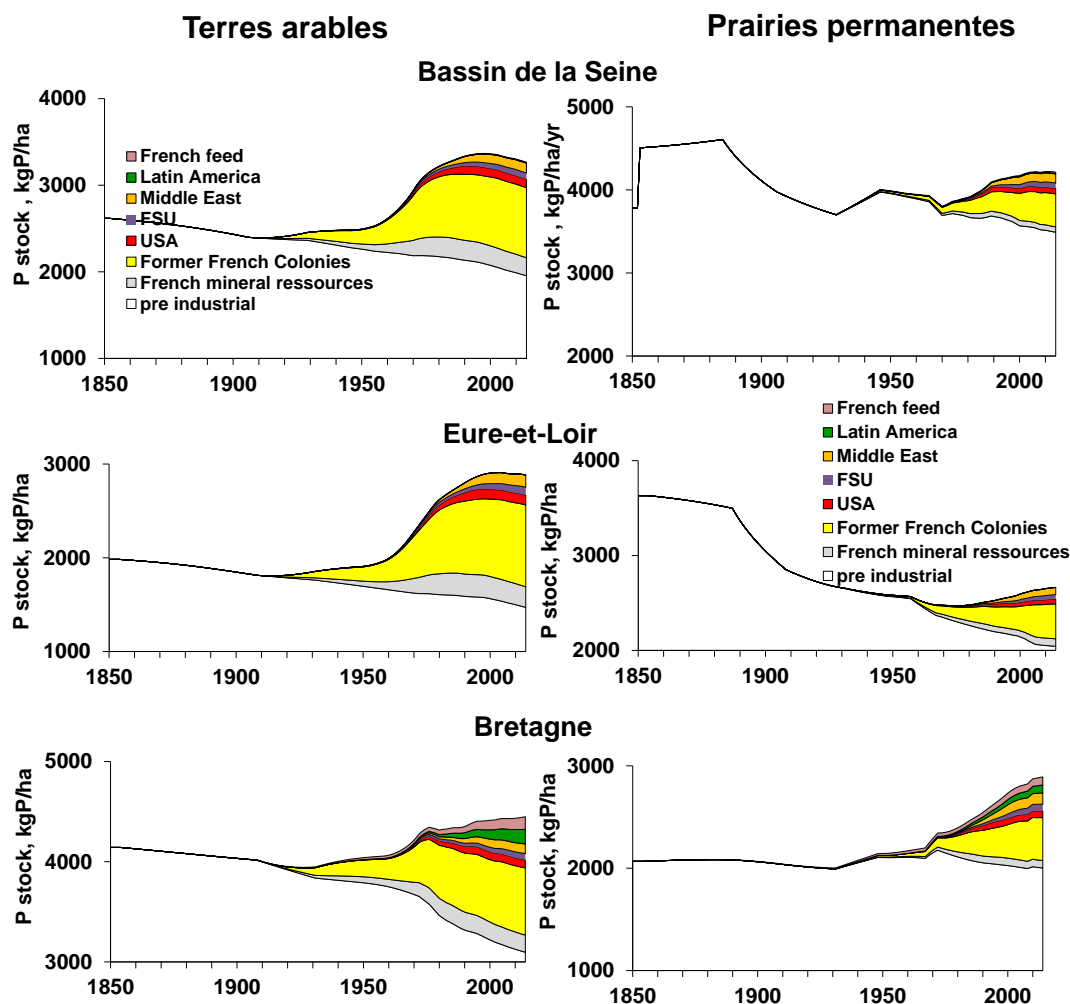 Terres arables
Prairies permanentes
Bassin de la Seine
P stock , kgP/ha
4000
3000
2000
1000
French feed
Latin America
Middle East
FSU
USA
Former French Colonies
French mineral ressources
pre industrial
1850 1900 1950 2000
P stock , kgP/ha/yr
5000
4000
3000
2000
1850 1900 1950 2000
Eure-et-Loir
P stock, kgP/ha
3000
2000
1000
1850 1900 1950 2000
P stock, kgP/ha
4000
3000
2000
French feed
Latin America
Middle East
FSU
USA
Former French Colonies
French mineral ressources
pre industrial
1850 1900 1950 2000
Bretagne
P stock, kgP/ha
5000
4000
3000
1850 1900 1950 2000
P stock, kgP/ha
3000
2000
1000
1850 1900 1950 2000